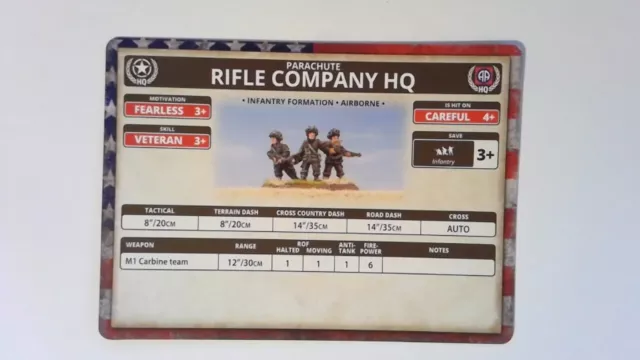 PARACHUTE
RIFLE COMPANY HQ
HQ
AA
HQ
• INFANTRY FORMATION • AIRBORNE •
MOTIVATION
FEARLESS 3+
SKILL
VETERAN 3+
IS HIT ON
CAREFUL 4+
SAVE
Infantry 3+
TACTICAL TERRAIN DASH CROSS COUNTRY DASH ROAD DASH CROSS
8"/20CM 8"/20CM 14"/35CM 14"/35CM AUTO
WEAPON RANGE ROF HALTED MOVING ANTI-TANK FIRE-POWER NOTES
M1 Carbine team 12"/30CM 1 1 1 6